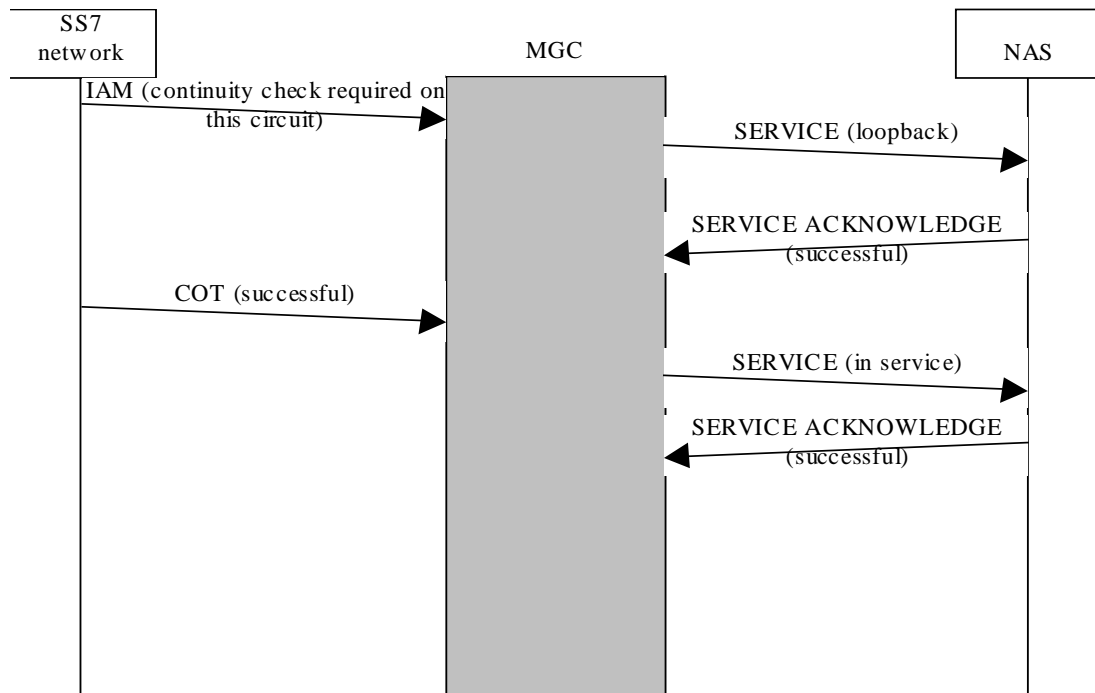 SS7
network
MGC
NAS
IAM (continuity check required on
this circuit)
SERVICE (loopback)
SERVICE ACKNOWLEDGE
(successful)
COT (successful)
SERVICE (in service)
SERVICE ACKNOWLEDGE
(successful)